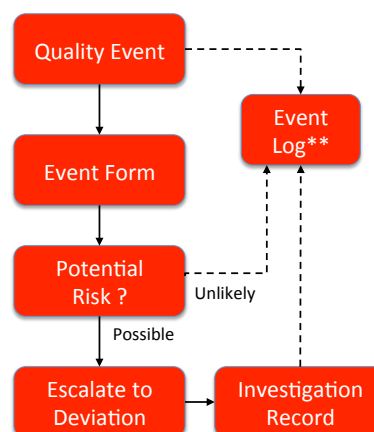 Quality Event
Event
Log**
Event Form
Potential
Risk ?
Unlikely
Possible
Escalate to
Deviation
Investigation
Record